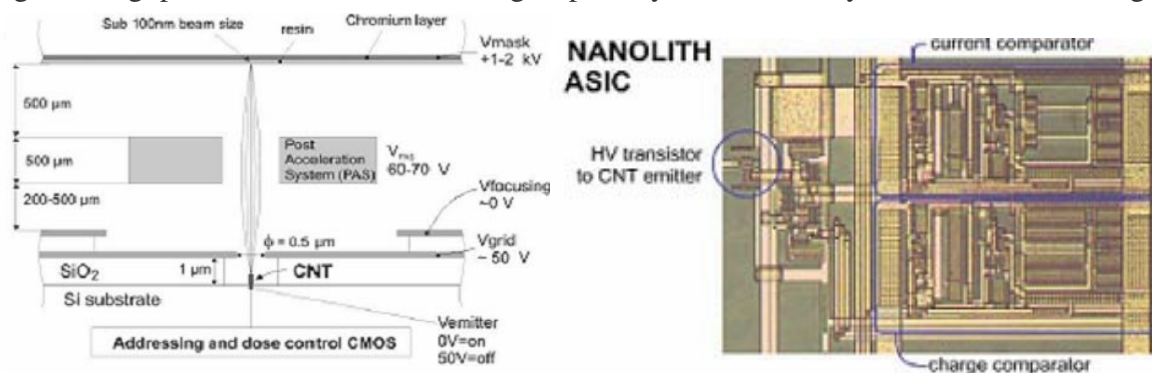 Sub 100nm beam size
resin
Chromium layer
Vmask
+1-2 kV
500 µm
500 µm
200-500µm
Post
Acceleration
System (PAS)
60-70 V
Vfocusing
~0 V
ϕ = 0.5 µm
Vgrid
~ 50 V
SiO2
1 µm
CNT
Si substrate
Vemitter
0V=on
50V=off
Addressing and dose control CMOS
NANOLITH
ASIC
current comparator
HV transistor
to CNT emitter
charge comparator